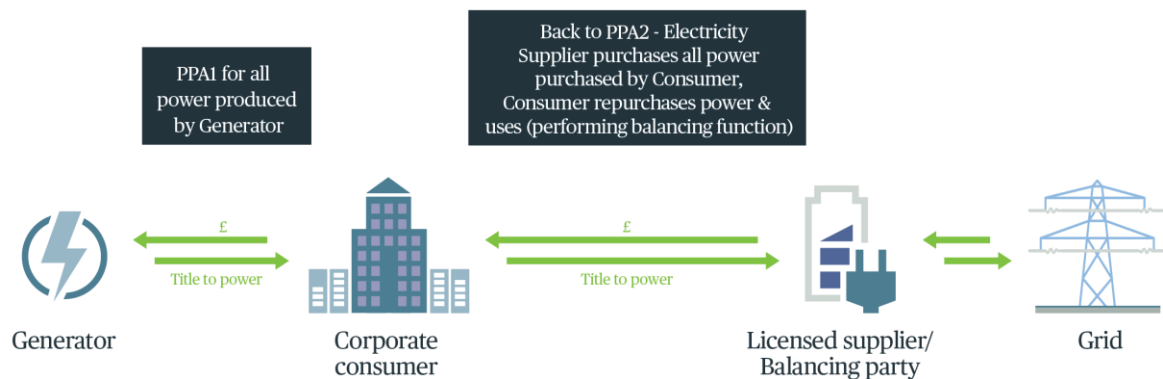 PPA1 for all
power produced
by Generator
Back to PPA2 - Electricity
Supplier purchases all power
purchased by Consumer,
Consumer repurchases power &
uses (performing balancing function)
£
Title to power
£
Title to power
Generator
Corporate
consumer
Licensed supplier/
Balancing party
Grid